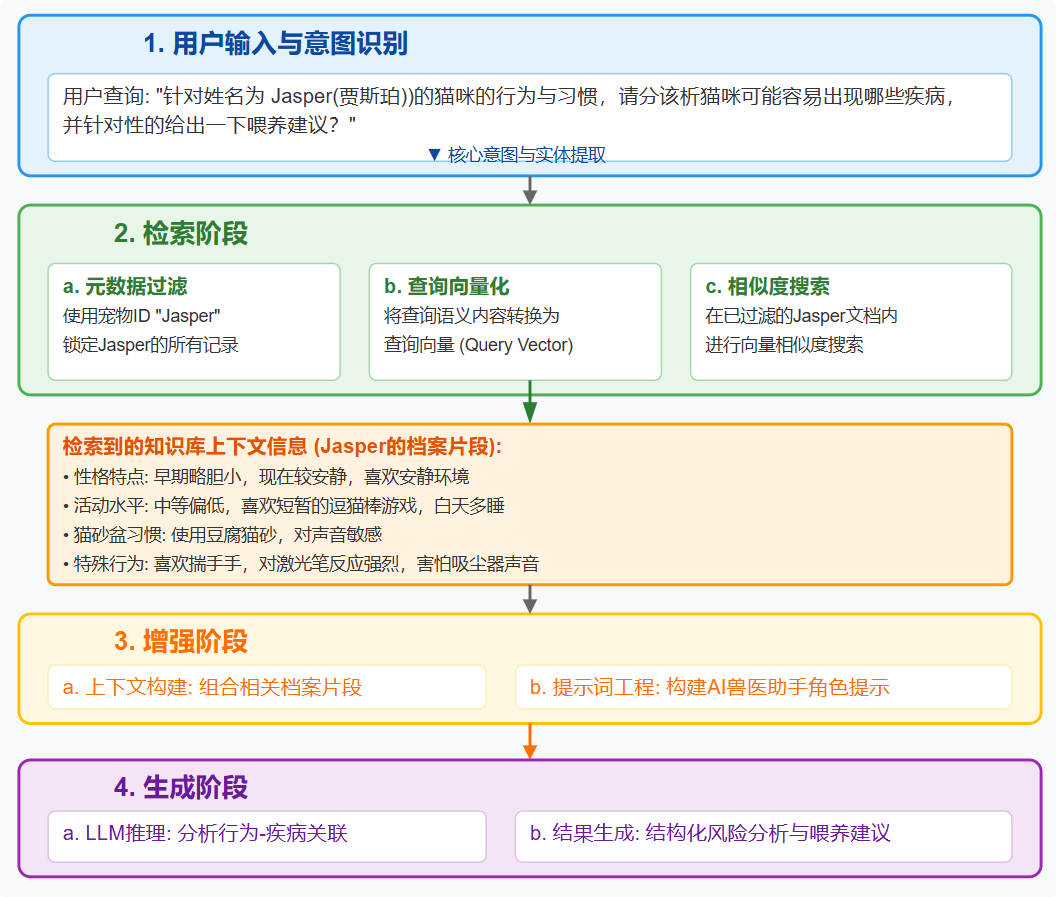 1. 用户输入与意图识别
用户查询: "针对姓名为 Jasper(贾斯珀))的猫咪的行为与习惯，请分该析猫咪可能容易出现哪些疾病，
并针对性的给出一下喂养建议？"
▼ 核心意图与实体提取
2. 检索阶段
a. 元数据过滤
使用宠物ID "Jasper"
锁定Jasper的所有记录
b. 查询向量化
将查询语义内容转换为
查询向量 (Query Vector)
c. 相似度搜索
在已过滤的Jasper文档内
进行向量相似度搜索
检索到的知识库上下文信息 (Jasper的档案片段):
• 性格特点: 早期略胆小，现在较安静，喜欢安静环境
• 活动水平: 中等偏低，喜欢短暂的逗猫棒游戏，白天多睡
• 猫砂盆习惯: 使用豆腐猫砂，对声音敏感
• 特殊行为: 喜欢揣手手，对激光笔反应强烈，害怕吸尘器声音
3. 增强阶段
a. 上下文构建: 组合相关档案片段
b. 提示词工程: 构建AI兽医助手角色提示
4. 生成阶段
a. LLM推理: 分析行为-疾病关联
b. 结果生成: 结构化风险分析与喂养建议